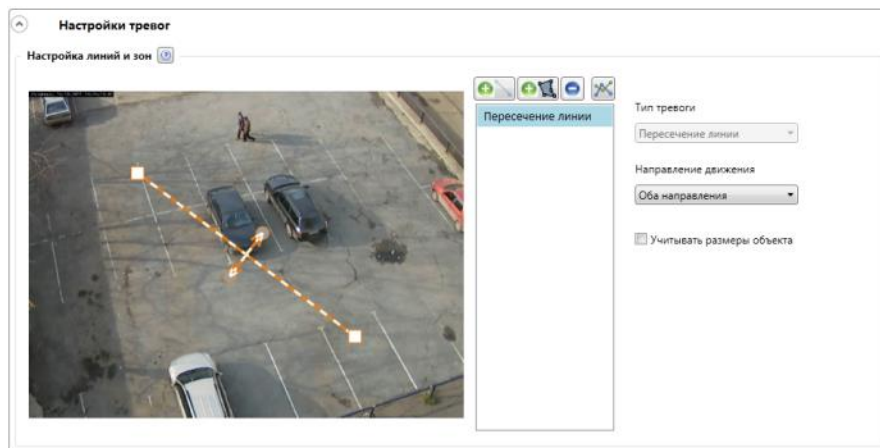 Настройки тревог
Настройка линий и зон
Пересечение линии
Тип тревоги
Пересечение линии
Направление движения
Оба направления
Учитывать размеры объекта